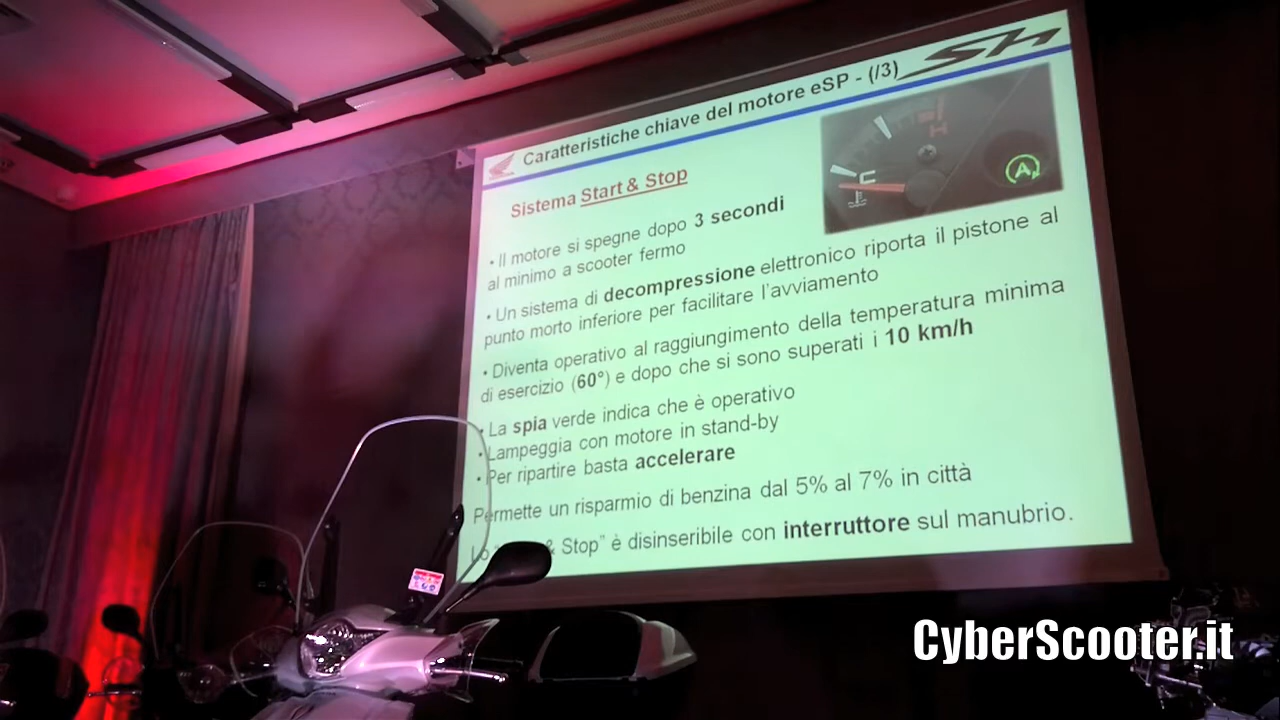 Caratteristiche chiave del motore eSP - (/3)
Sh
Sistema Start & Stop
H
C
A
• Il motore si spegne dopo 3 secondi
al minimo a scooter fermo
• Un sistema di decompressione elettronico riporta il pistone al
punto morto inferiore per facilitare l'avviamento
• Diventa operativo al raggiungimento della temperatura minima
di esercizio (60°) e dopo che si sono superati i 10 km/h
• La spia verde indica che è operativo
• Lampeggia con motore in stand-by
• Per ripartire basta accelerare
Permette un risparmio di benzina dal 5% al 7% in città
Lo & Stop" è disinseribile con interruttore sul manubrio.
CyberScooter.it